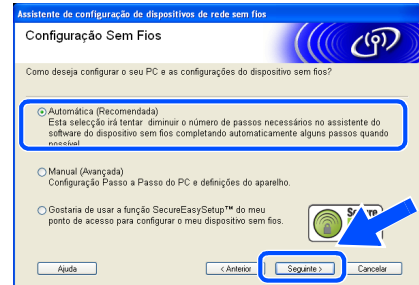 Assistente de configuração de dispositivos de rede sem fios
Configuração Sem Fios
Como deseja configurar o seu PC e as configurações do dispositivo sem fios?
Automática (Recomendada)
Esta selecção irá tentar diminuir o número de passos necessários no assistente do
software do dispositivo sem fios completando automaticamente alguns passos quando
possível.
Manual (Avançada)
Configuração Passo a Passo do PC e definições do aparelho.
Gostaria de usar a função SecureEasySetup™ do meu
ponto de acesso para configurar o meu dispositivo sem fios.
Secure
Ajuda
< Anterior
Seguinte >
Cancelar